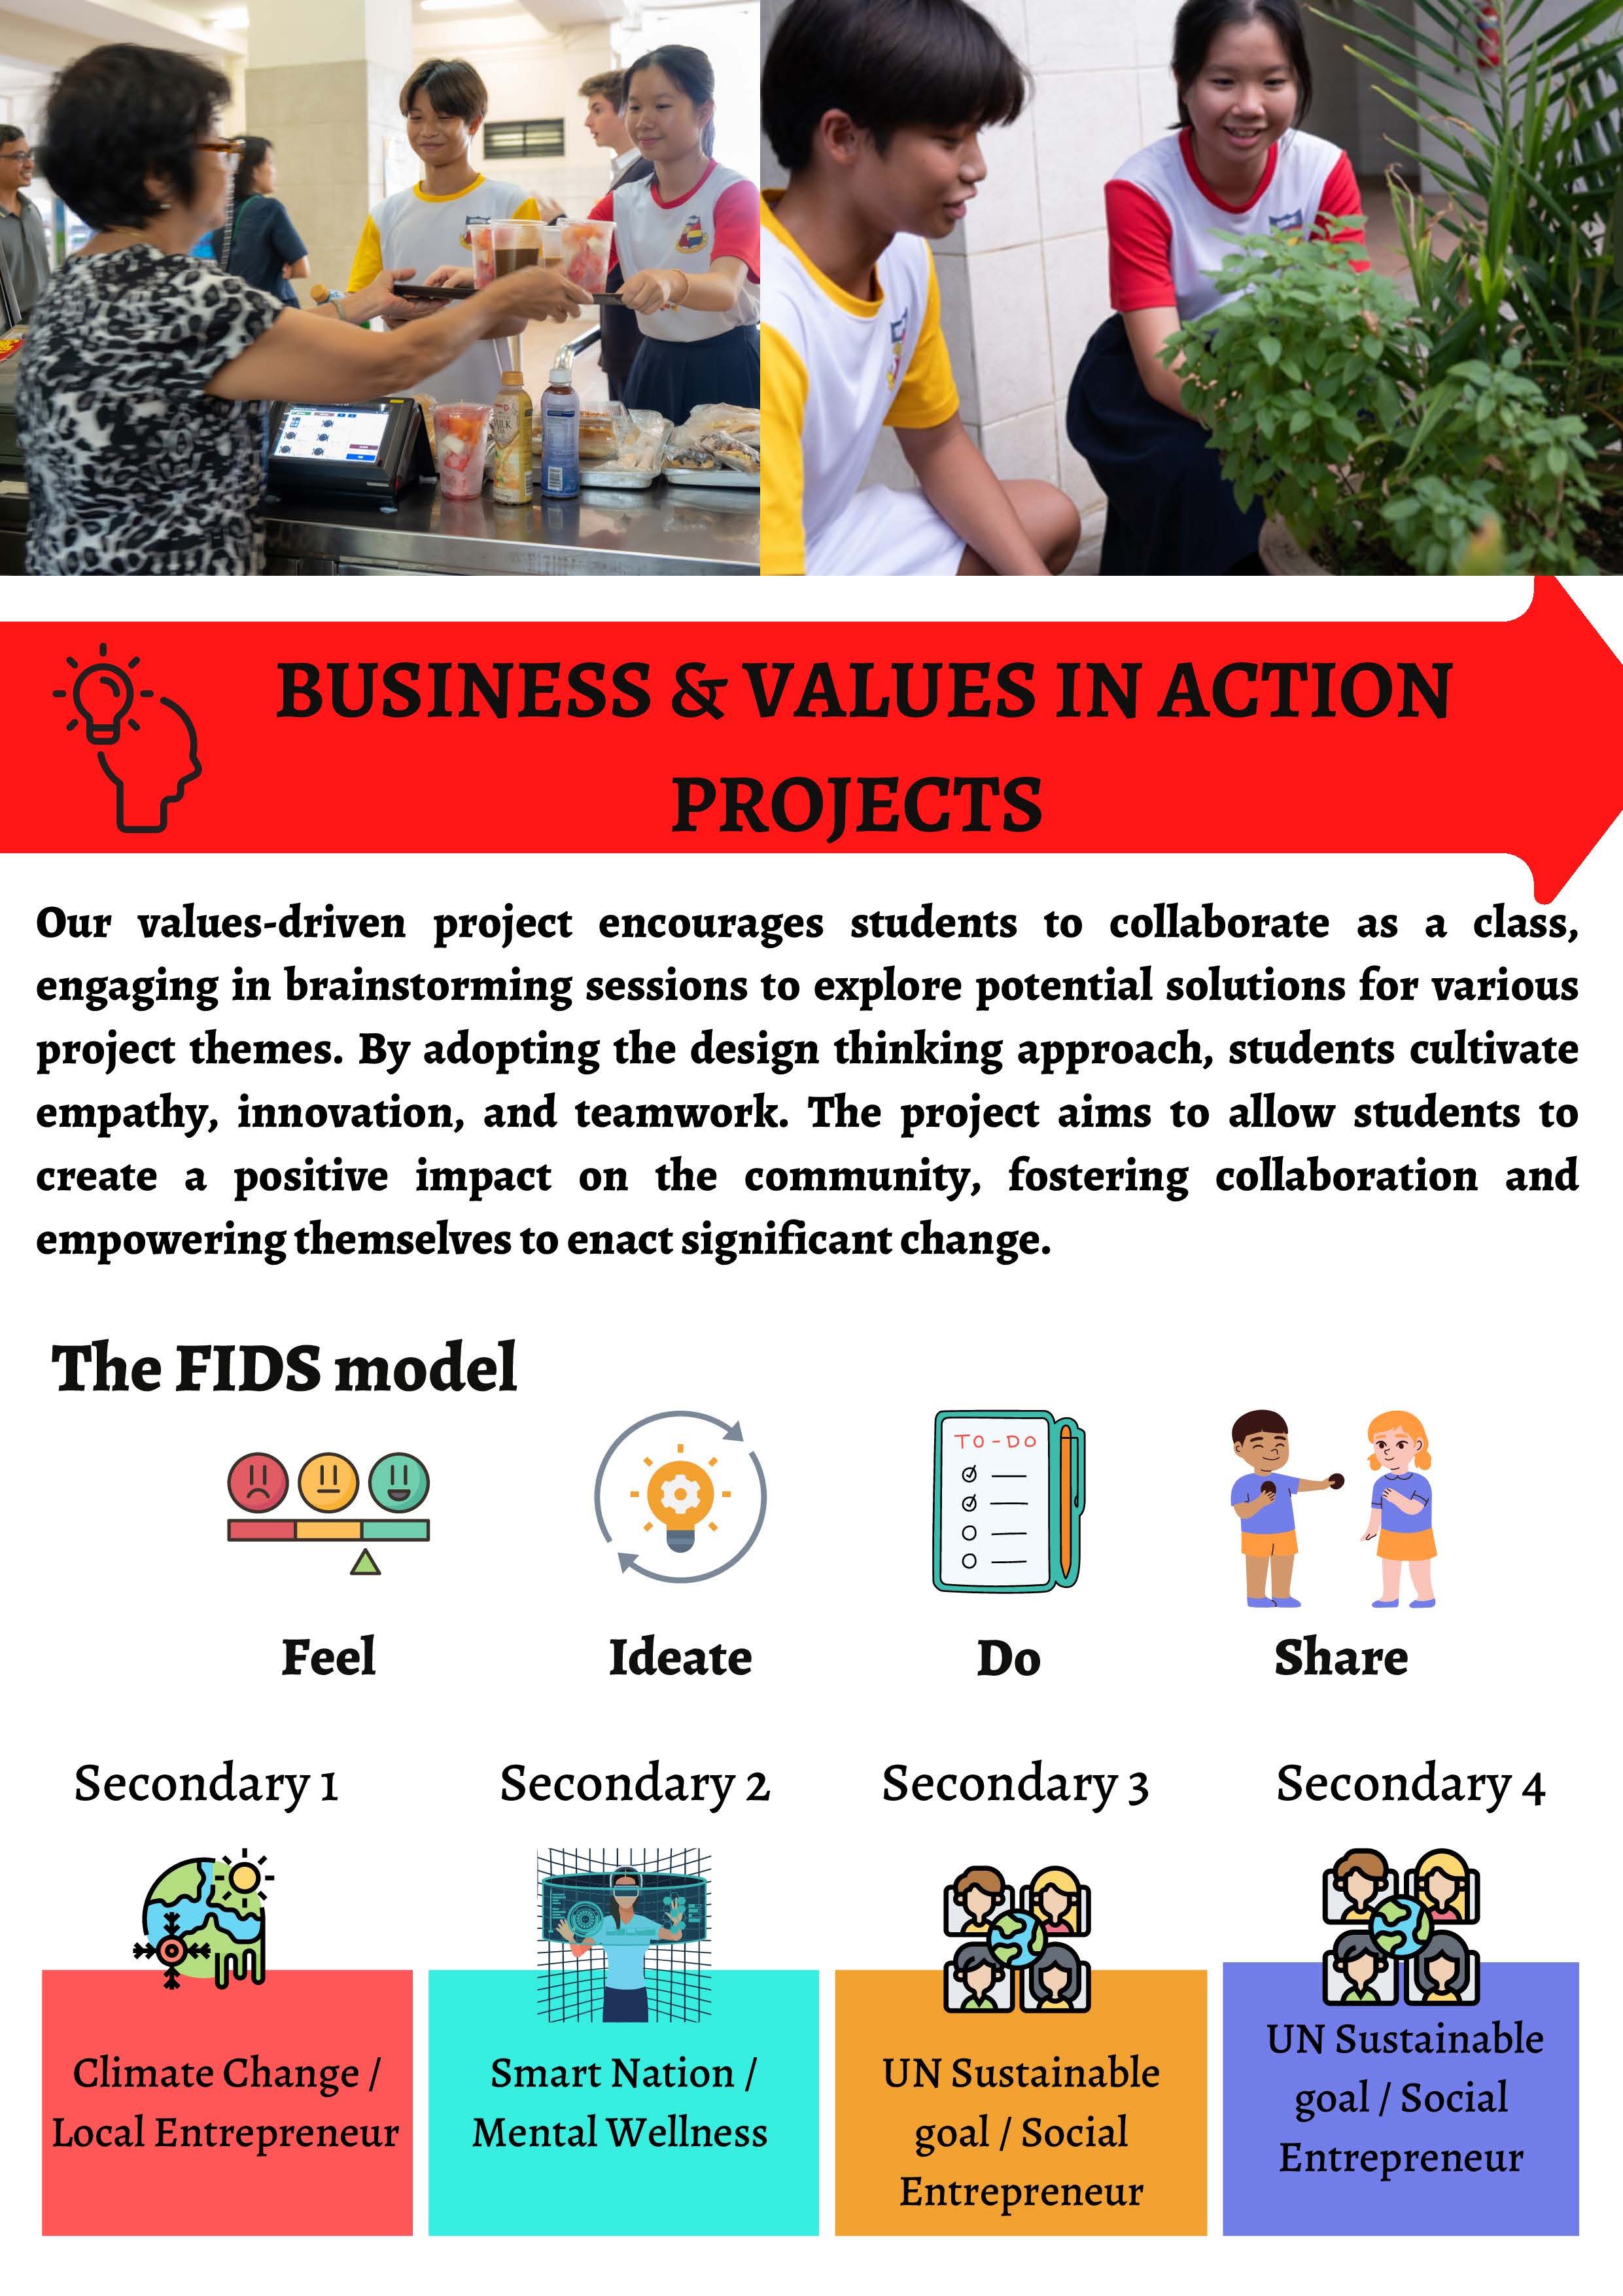 BUSINESS & VALUES IN ACTION
PROJECTS
Our values-driven project encourages students to collaborate as a class,
engaging in brainstorming sessions to explore potential solutions for various
project themes. By adopting the design thinking approach, students cultivate
empathy, innovation, and teamwork. The project aims to allow students to
create a positive impact on the community, fostering collaboration and
empowering themselves to enact significant change.
The FIDS model
TO-DO
Feel
Ideate
Do
Share
Secondary 1
Secondary 2
Secondary 3
Secondary 4
Climate Change /
Local Entrepreneur
Smart Nation /
Mental Wellness
UN Sustainable
goal / Social
Entrepreneur
UN Sustainable
goal / Social
Entrepreneur